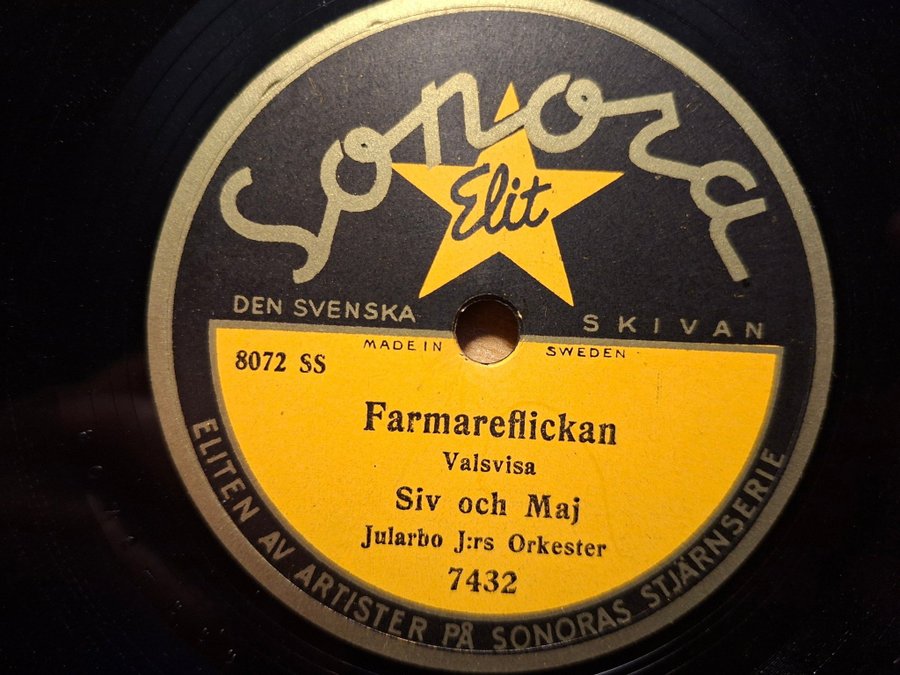 Sonora
Elit
DEN SVENSKA SKIVAN
MADE IN SWEDEN
8072 SS
Farmareflickan
Valsvisa
Siv och Maj
Jularbo J:rs Orkester
7432
ELITEN AV ARTISTER PÅ SONORAS STJÄRNSERIE